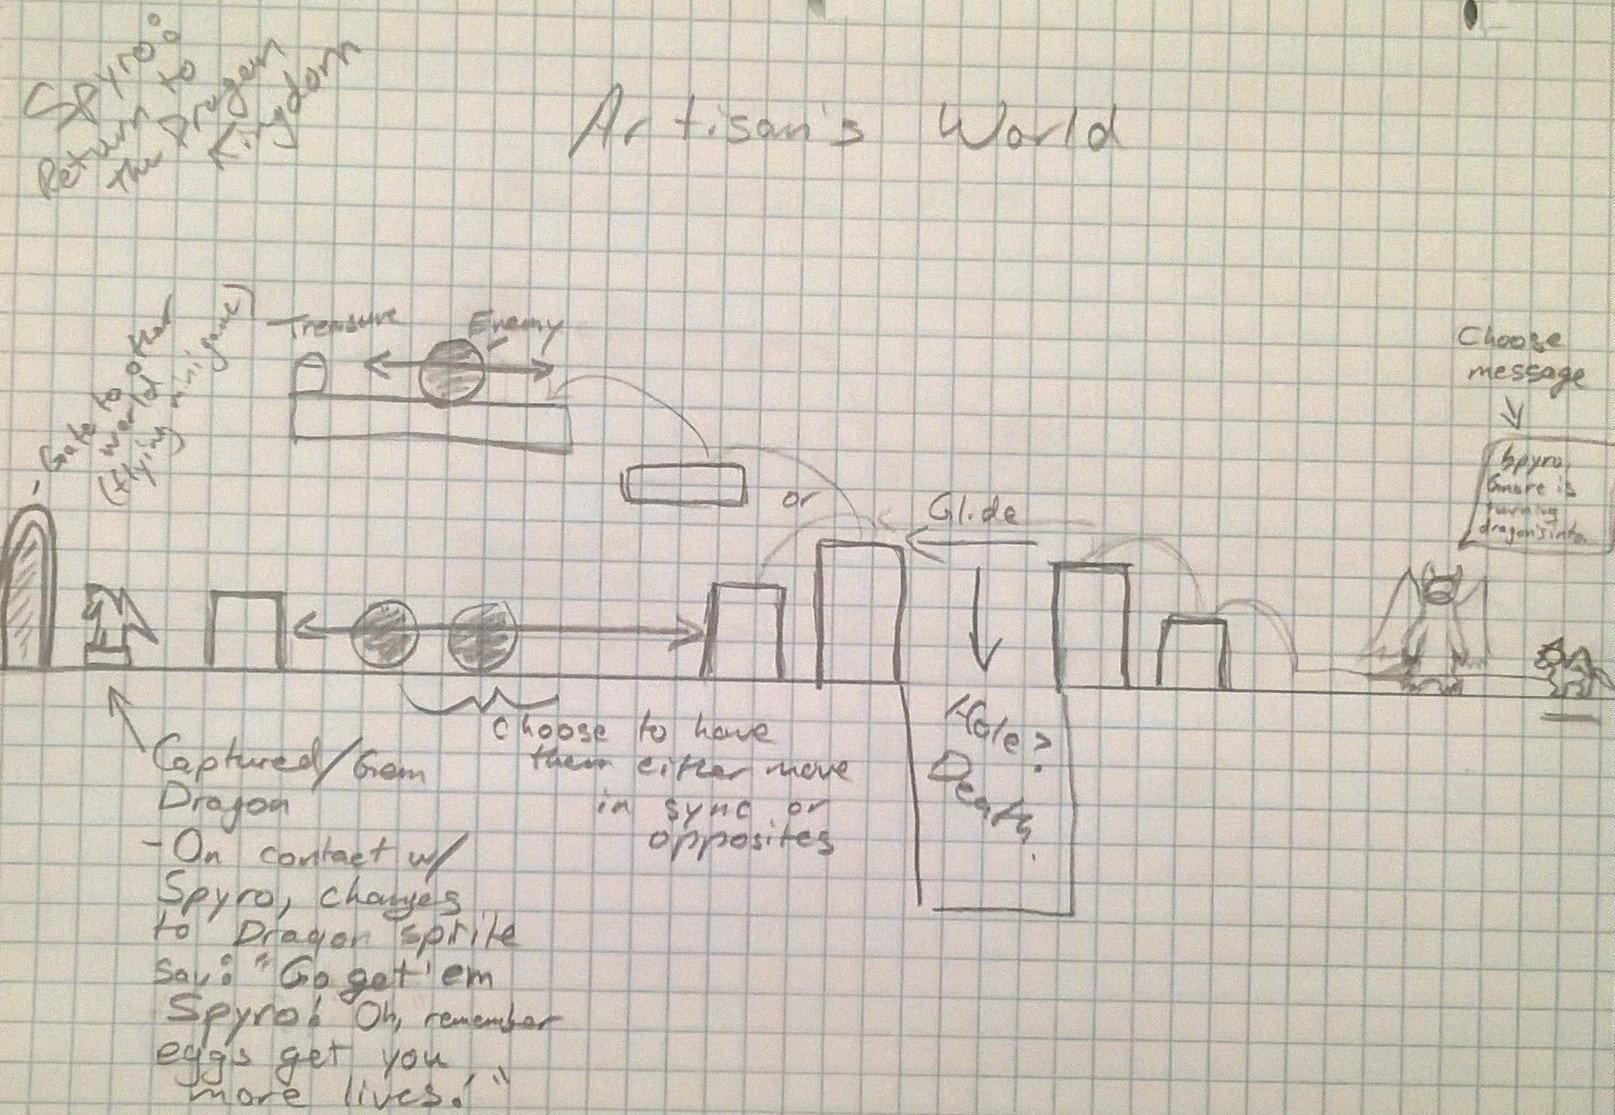 Spyro:
Return to
the Dragon
Kingdom
Artisan's World
- Gate to other
world
(flying minigame)
Treasure
Enemy
or
Glide
Choose
message
Spyro,
Gnore is
turning
dragons into
Hole?
Death.
choose to have
them either move
in sync or
opposites
Captured/Gem
Dragon
-On contact w/
Spyro, changes
to Dragon sprite
say: "Go get 'em
Spyro! Oh, remember
eggs get you
more lives!"